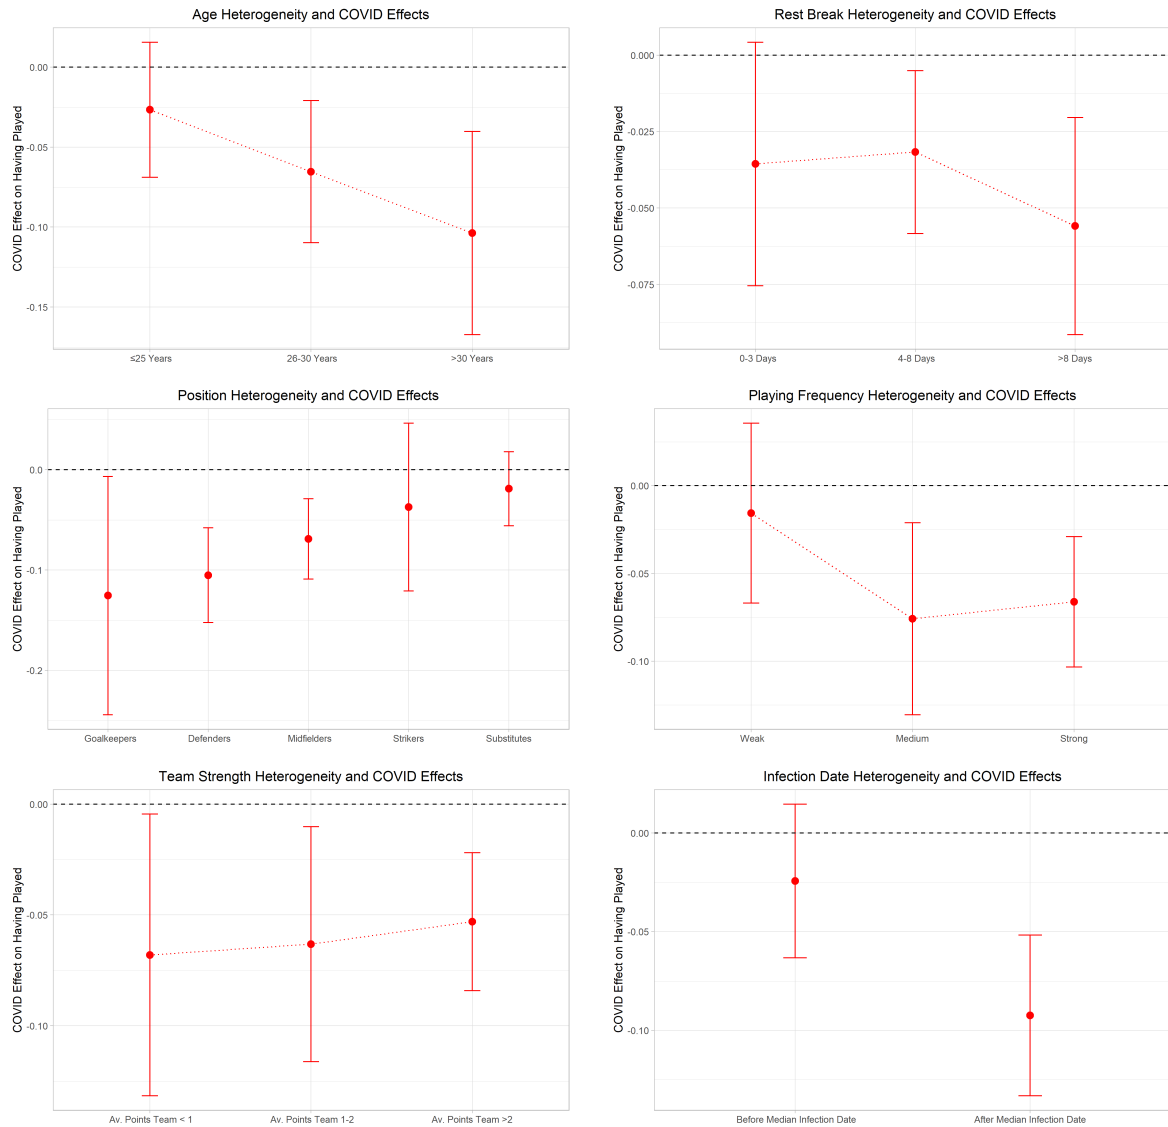 Age Heterogeneity and COVID Effects
COVID Effect on Having Played
0.00
-0.05
-0.10
-0.15
≤25 Years
26-30 Years
>30 Years
Rest Break Heterogeneity and COVID Effects
COVID Effect on Having Played
0.000
-0.025
-0.050
-0.075
0-3 Days
4-8 Days
>8 Days
Position Heterogeneity and COVID Effects
COVID Effect on Having Played
0.0
-0.1
-0.2
Goalkeepers
Defenders
Midfielders
Strikers
Substitutes
Playing Frequency Heterogeneity and COVID Effects
COVID Effect on Having Played
0.00
-0.05
-0.10
Weak
Medium
Strong
Team Strength Heterogeneity and COVID Effects
COVID Effect on Having Played
0.00
-0.05
-0.10
Av. Points Team < 1
Av. Points Team 1-2
Av. Points Team >2
Infection Date Heterogeneity and COVID Effects
COVID Effect on Having Played
0.00
-0.05
-0.10
Before Median Infection Date
After Median Infection Date